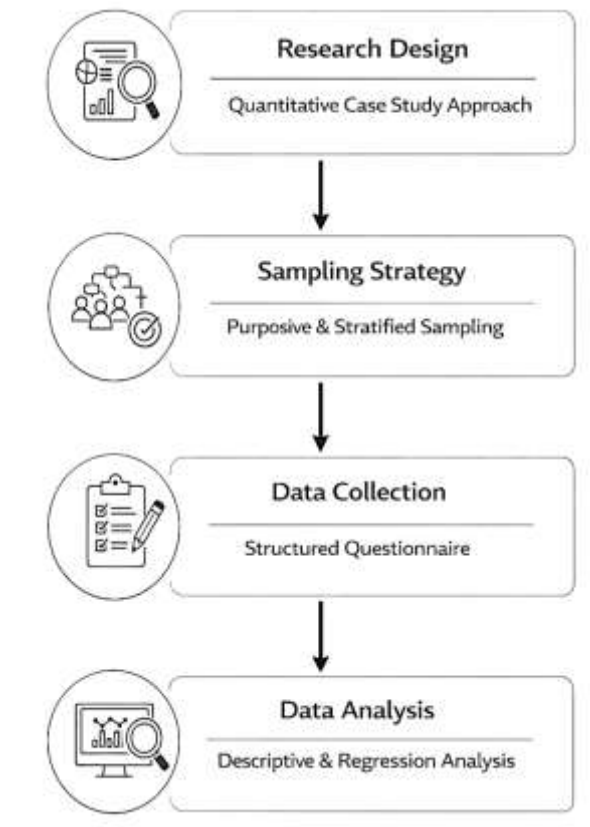 Research Design
Quantitative Case Study Approach
Sampling Strategy
Purposive & Stratified Sampling
Data Collection
Structured Questionnaire
Data Analysis
Descriptive & Regression Analysis